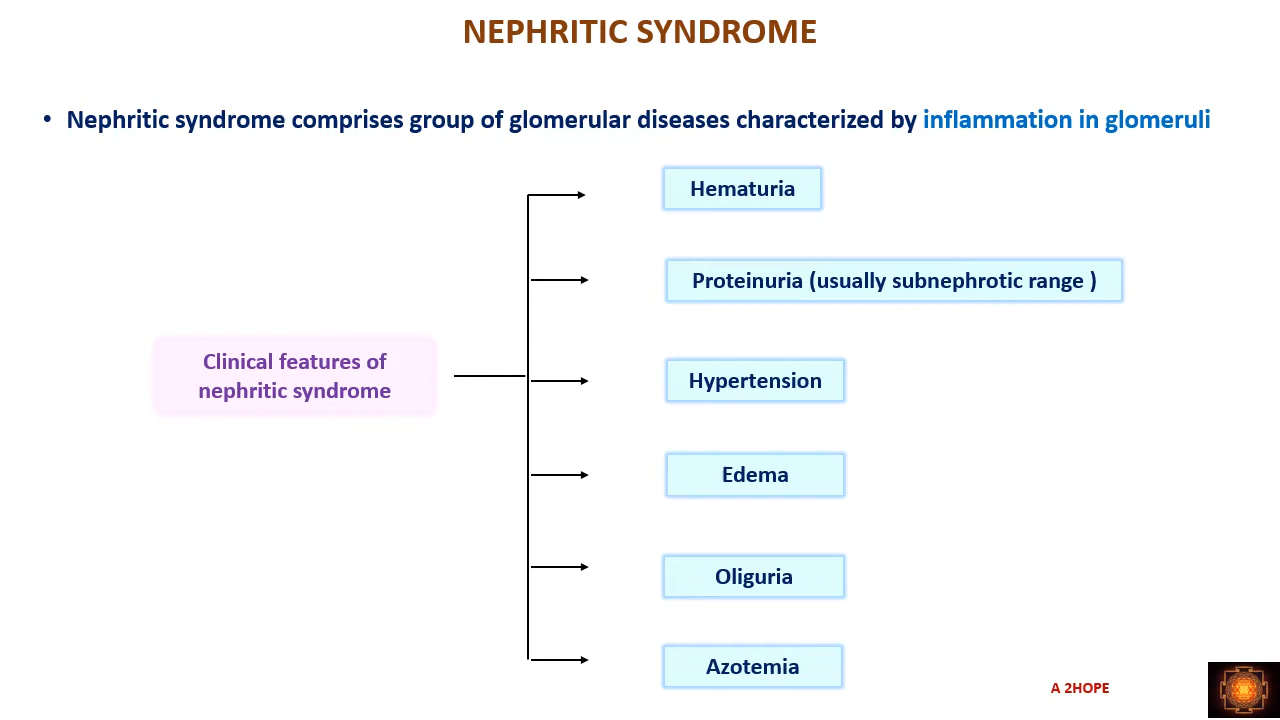 NEPHRITIC SYNDROME
• Nephritic syndrome comprises group of glomerular diseases characterized by inflammation in glomeruli
Clinical features of
nephritic syndrome
Hematuria
Proteinuria (usually subnephrotic range )
Hypertension
Edema
Oliguria
Azotemia
A 2HOPE